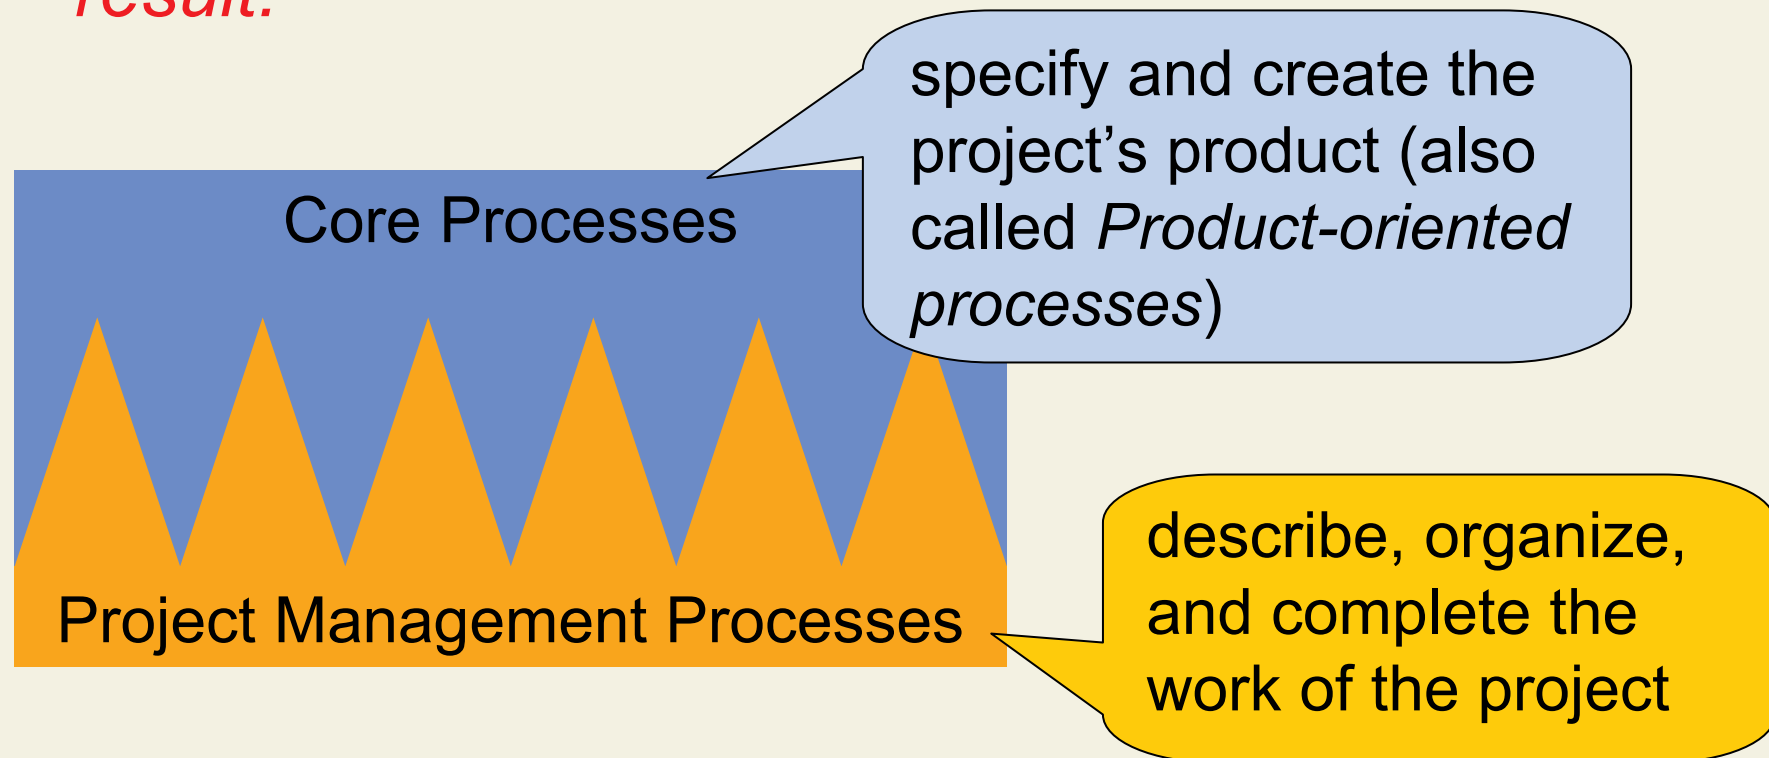 result.
specify and create the
project’s product (also
called Product-oriented
processes)
Core Processes
describe, organize,
and complete the
work of the project
Project Management Processes